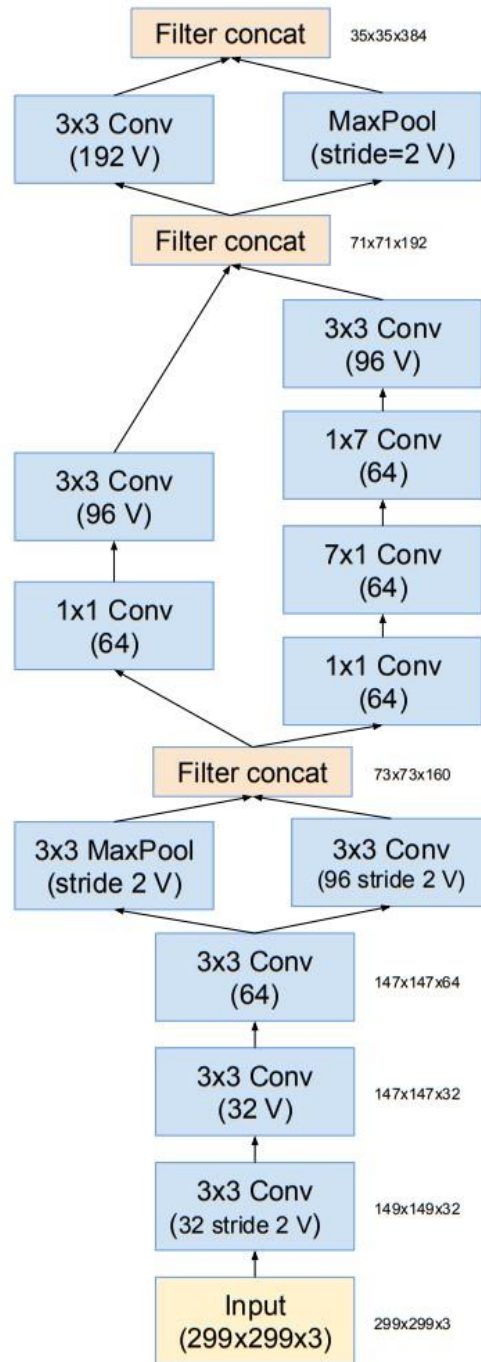 Filter concat 35x35x384
3x3 Conv
(192 V)
MaxPool
(stride=2 V)
Filter concat 71x71x192
3x3 Conv
(96 V)
1x7 Conv
(64)
3x3 Conv
(96 V)
7x1 Conv
(64)
1x1 Conv
(64)
1x1 Conv
(64)
Filter concat 73x73x160
3x3 MaxPool
(stride 2 V)
3x3 Conv
(96 stride 2 V)
3x3 Conv
(64)
147x147x64
3x3 Conv
(32 V)
147x147x32
3x3 Conv
(32 stride 2 V)
149x149x32
Input
(299x299x3)
299x299x3